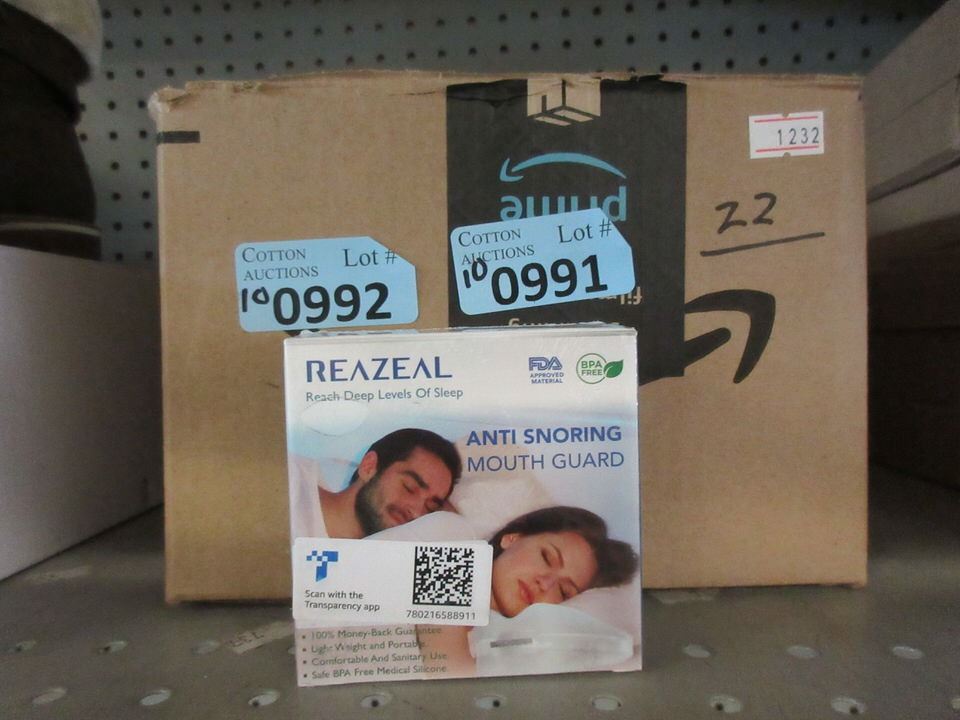 1232
prime
22
COTTON AUCTIONS Lot #
10 0992
COTTON AUCTIONS Lot #
10 0991
REAZEAL
Reach Deep Levels Of Sleep
FDA
APPROVED
MATERIAL
BPA
FREE
ANTI SNORING
MOUTH GUARD
Scan with the
Transparency app
780216588911
• 100% Money-Back Guarantee
• Light Weight and Portable
• Comfortable And Sanitary Use
• Safe BPA Free Medical Silicone